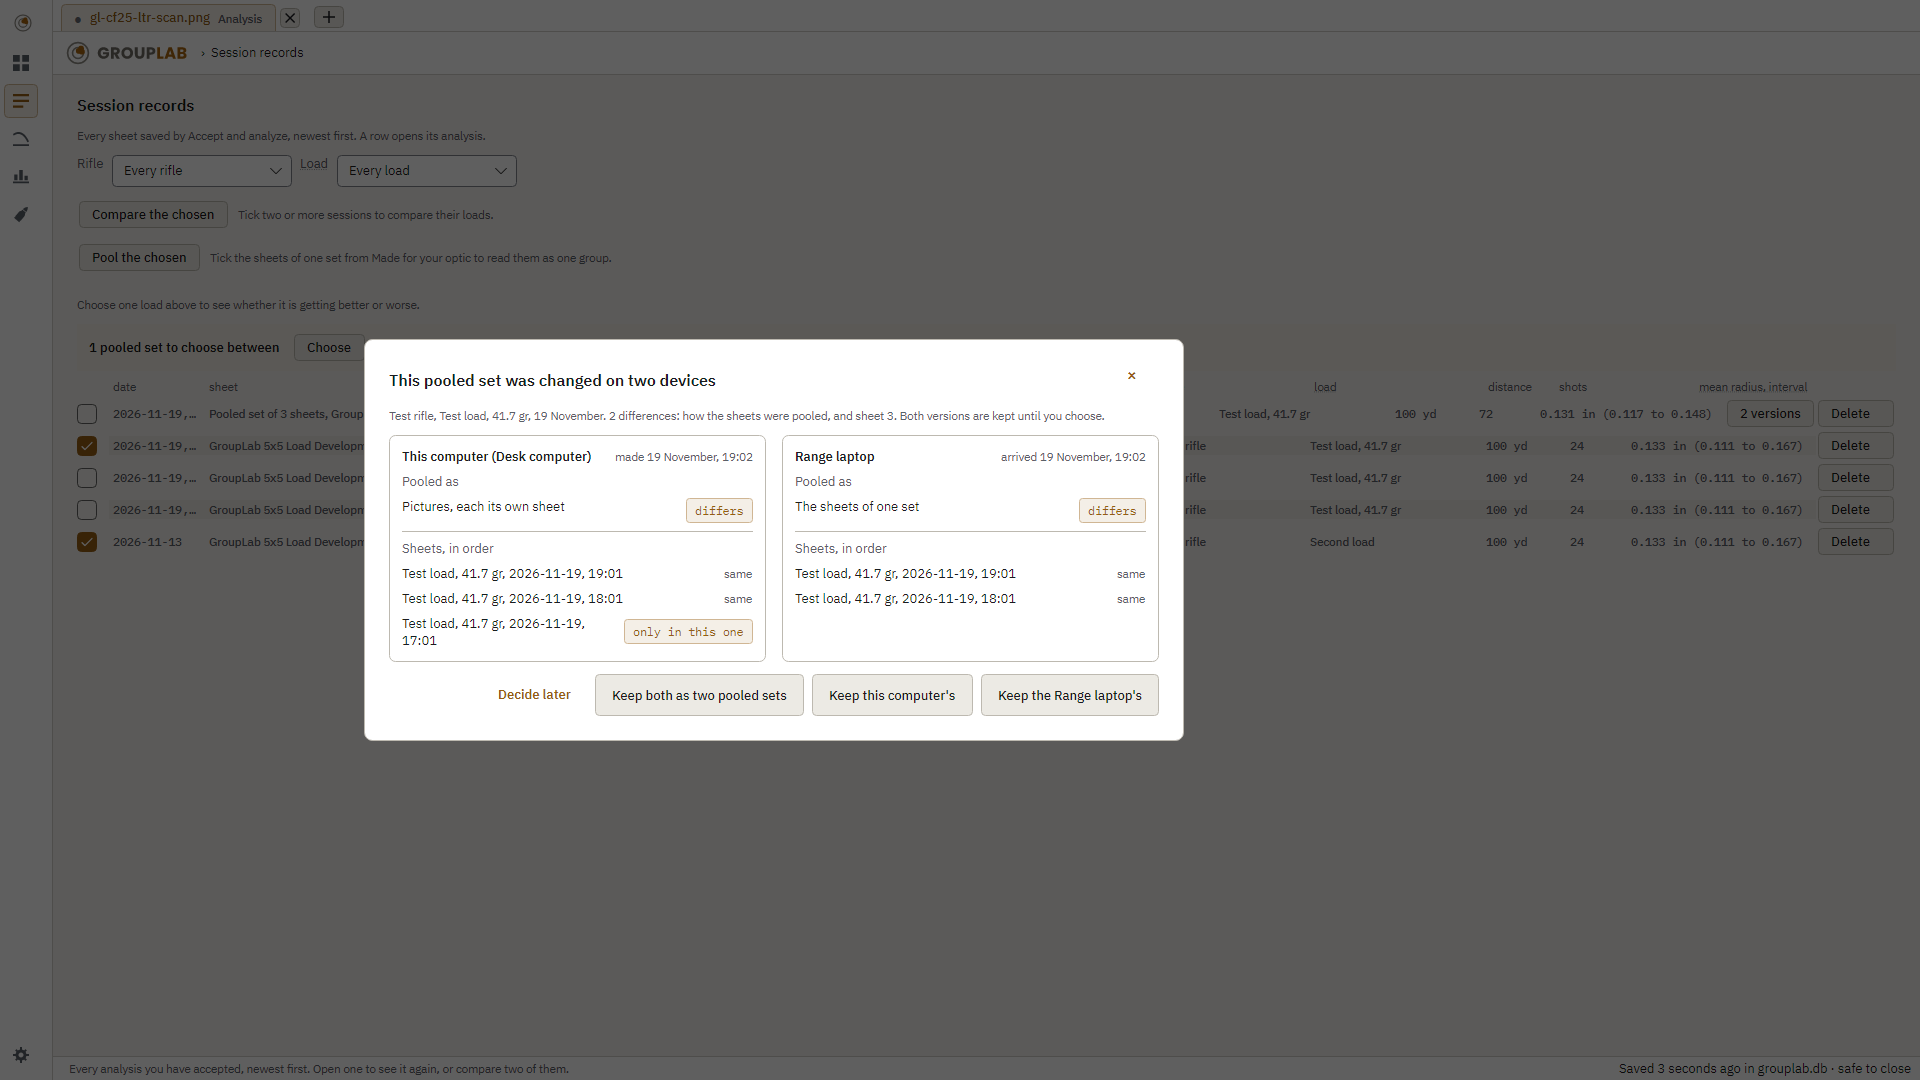 gl-cf25-ltr-scan.png Analysis
GROUPLAB › Session records
Session records
Every sheet saved by Accept and analyze, newest first. A row opens its analysis.
Rifle Every rifle Load Every load
Compare the chosen Tick two or more sessions to compare their loads.
Pool the chosen Tick the sheets of one set from Made for your optic to read them as one group.
Choose one load above to see whether it is getting better or worse.
1 pooled set to choose between Choose
date sheet load distance shots mean radius, interval
2026-11-19,... Pooled set of 3 sheets, Group Test load, 41.7 gr 100 yd 72 0.131 in (0.117 to 0.148) 2 versions Delete
2026-11-19,... GroupLab 5x5 Load Developm rifle Test load, 41.7 gr 100 yd 24 0.133 in (0.111 to 0.167) Delete
2026-11-19,... GroupLab 5x5 Load Developm rifle Test load, 41.7 gr 100 yd 24 0.133 in (0.111 to 0.167) Delete
2026-11-19,... GroupLab 5x5 Load Developm rifle Test load, 41.7 gr 100 yd 24 0.133 in (0.111 to 0.167) Delete
2026-11-13 GroupLab 5x5 Load Developm rifle Second load 100 yd 24 0.133 in (0.111 to 0.167) Delete
This pooled set was changed on two devices
Test rifle, Test load, 41.7 gr, 19 November. 2 differences: how the sheets were pooled, and sheet 3. Both versions are kept until you choose.
This computer (Desk computer) made 19 November, 19:02
Pooled as
Pictures, each its own sheet differs
Sheets, in order
Test load, 41.7 gr, 2026-11-19, 19:01 same
Test load, 41.7 gr, 2026-11-19, 18:01 same
Test load, 41.7 gr, 2026-11-19,
17:01 only in this one
Range laptop arrived 19 November, 19:02
Pooled as
The sheets of one set differs
Sheets, in order
Test load, 41.7 gr, 2026-11-19, 19:01 same
Test load, 41.7 gr, 2026-11-19, 18:01 same
Decide later Keep both as two pooled sets Keep this computer's Keep the Range laptop's
Every analysis you have accepted, newest first. Open one to see it again, or compare two of them.
Saved 3 seconds ago in grouplab.db · safe to close